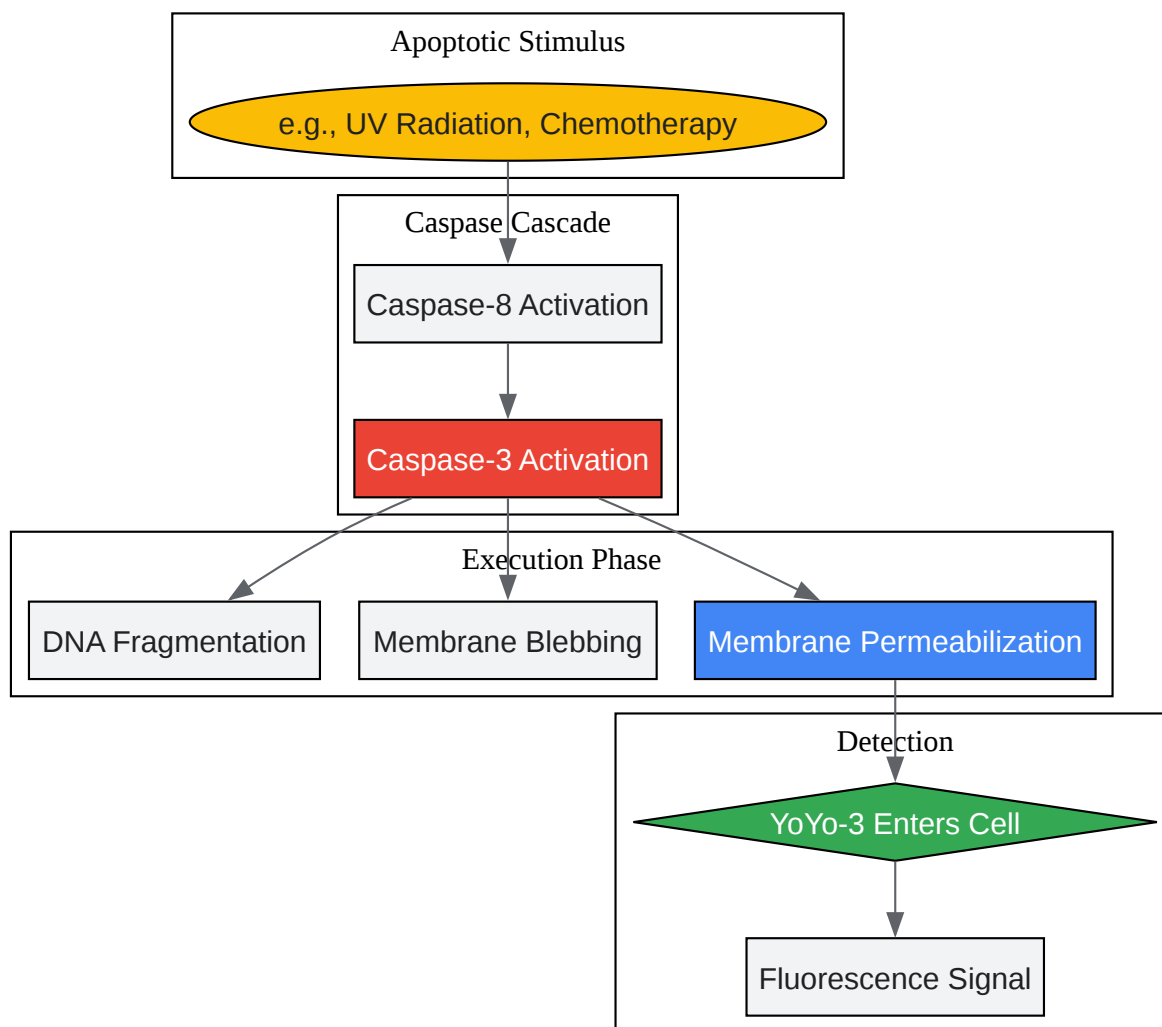 Apoptotic Stimulus
e.g., UV Radiation, Chemotherapy
Caspase Cascade
Caspase-8 Activation
Caspase-3 Activation
Execution Phase
DNA Fragmentation
Membrane Blebbing
Membrane Permeabilization
Detection
YoYo-3 Enters Cell
Fluorescence Signal